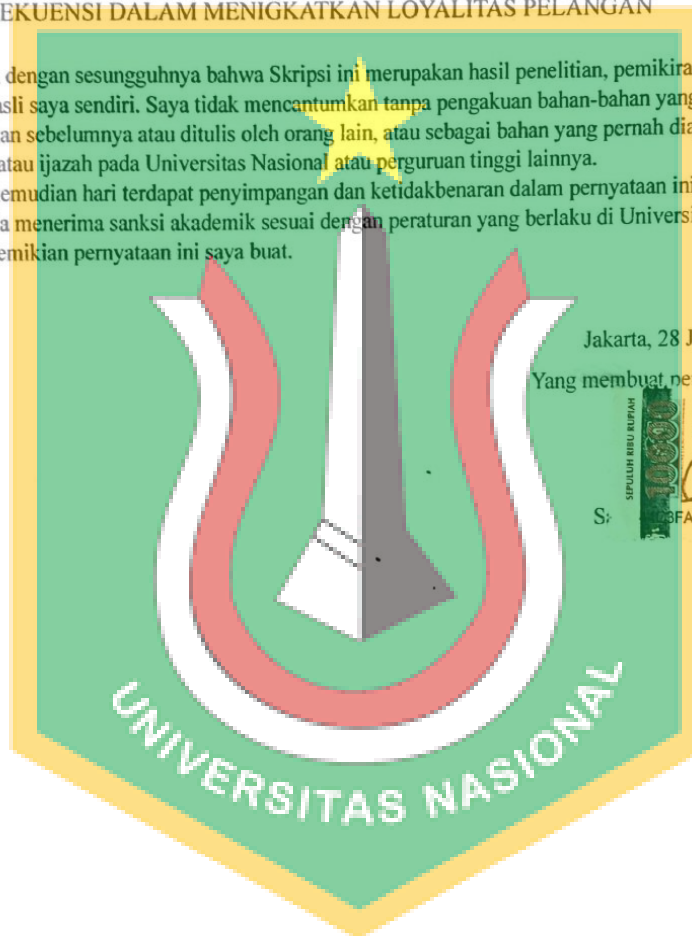 EKUENSI DALAM MENIGKATKAN LOYALITAS PELANGAN
dengan sesungguhnya bahwa Skripsi ini merupakan hasil penelitian, pemikira
sli saya sendiri. Saya tidak mencantumkan tanpa pengakuan bahan-bahan yang
an sebelumnya atau ditulis oleh orang lain, atau sebagai bahan yang pernah dia
atau ijazah pada Universitas Nasional atau perguruan tinggi lainnya.
emudian hari terdapat penyimpangan dan ketidakbenaran dalam pernyataan ini
a menerima sanksi akademik sesuai dengan peraturan yang berlaku di Universi
emikian pernyataan ini saya buat.
Jakarta, 28 J
Yang membuat pe
SEPULUH RIBU RUPIAH
10000
UNIVERSITAS NASIONAL